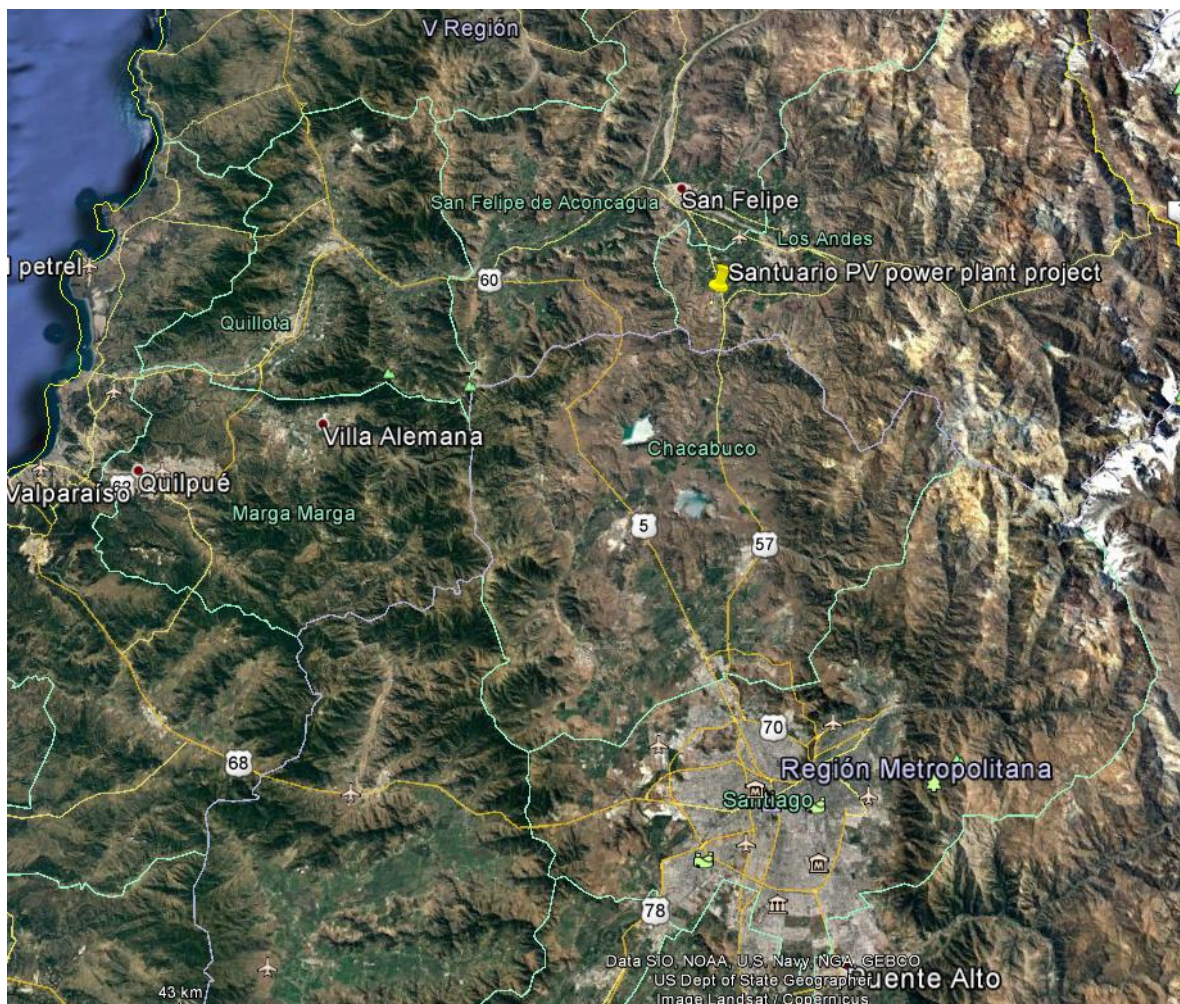 V Región
San Felipe de Aconcagua
San Felipe
Los Andes
l petrel
60
Santuario PV power plant project
Quillota
Villa Alemana
Chacabuco
Quilpué
Valparaíso
Marga Marga
5
57
70
68
Región Metropolitana
Santiago
78
Data SIO, NOAA, U.S. Navy, NGA, GEBCO
US Dept of State Geographer
Puente Alto
43 km
Image Landsat / Copernicus